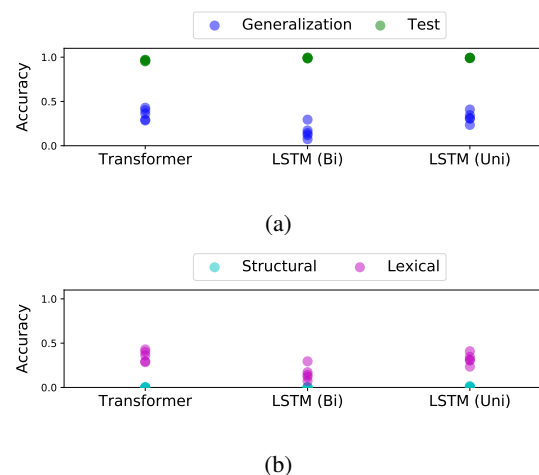 Generalization Test
Accuracy
1.0
0.5
0.0
Transformer LSTM (Bi) LSTM (Uni)
(a)
Structural Lexical
Accuracy
1.0
0.5
0.0
Transformer LSTM (Bi) LSTM (Uni)
(b)